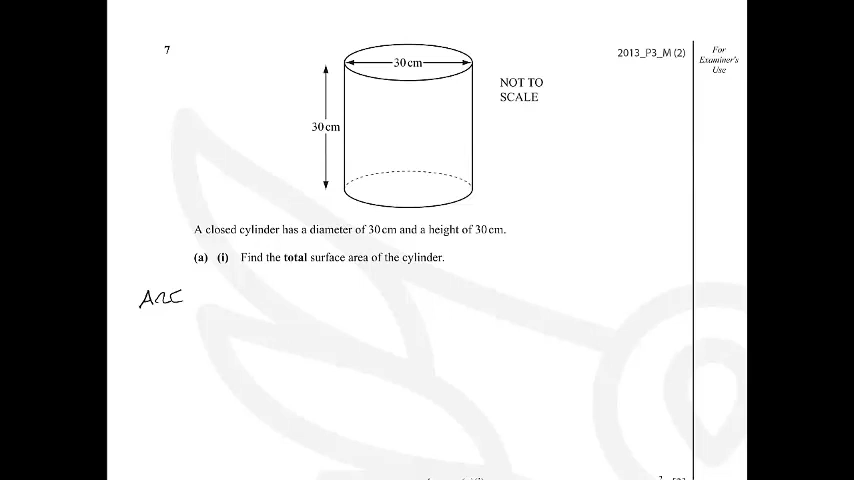 7
2013_P3_M (2)
For
Examiner's
Use
30 cm
NOT TO
SCALE
30 cm
A closed cylinder has a diameter of 30 cm and a height of 30 cm.
(a) (i) Find the total surface area of the cylinder.
ARE